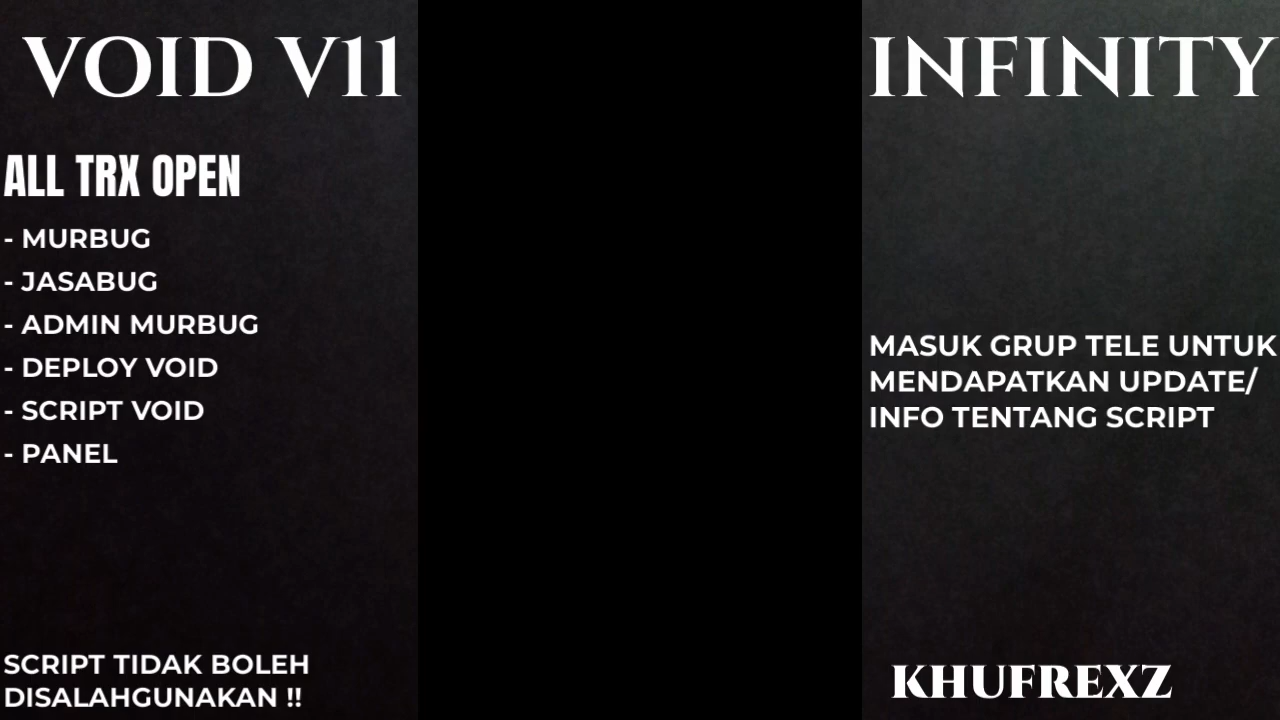 VOID V11
ALL TRX OPEN
- MURBUG
- JASABUG
- ADMIN MURBUG
- DEPLOY VOID
- SCRIPT VOID
- PANEL
SCRIPT TIDAK BOLEH
DISALAHGUNAKAN !!
INFINITY
MASUK GRUP TELE UNTUK
MENDAPATKAN UPDATE/
INFO TENTANG SCRIPT
KHUFREXZ